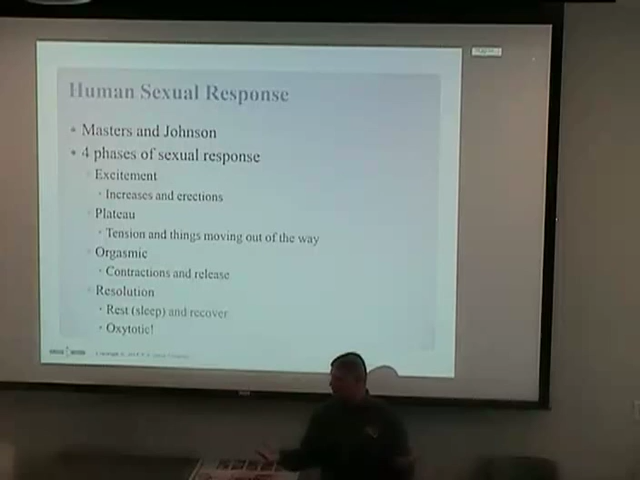 Human Sexual Response
• Masters and Johnson
• 4 phases of sexual response
Excitement
• Increases and erections
Plateau
• Tension and things moving out of the way
Orgasmic
• Contractions and release
Resolution
• Rest (sleep) and recover
• Oxytotic!